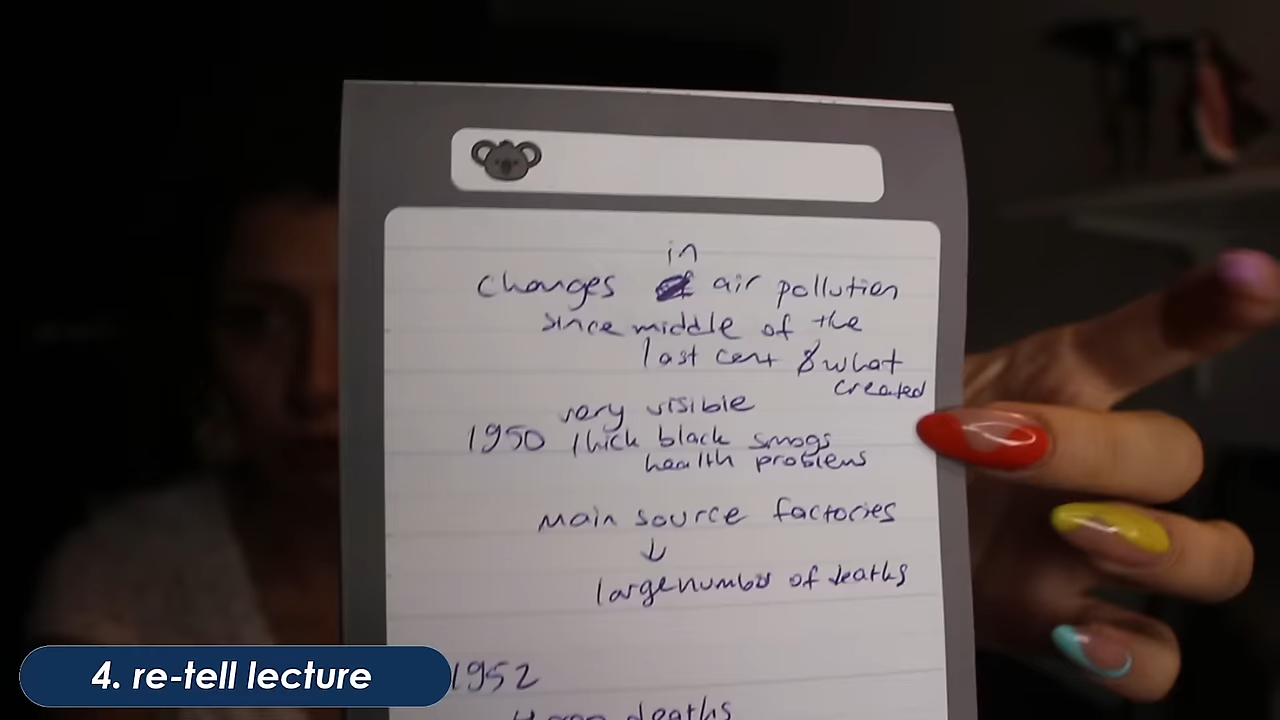 in
changes air pollution
since middle of the
last cent & what
created
very visible
1950 thick black smogs
health problems
main source factories
↓
large number of deaths
1952
4000 deaths
4. re-tell lecture